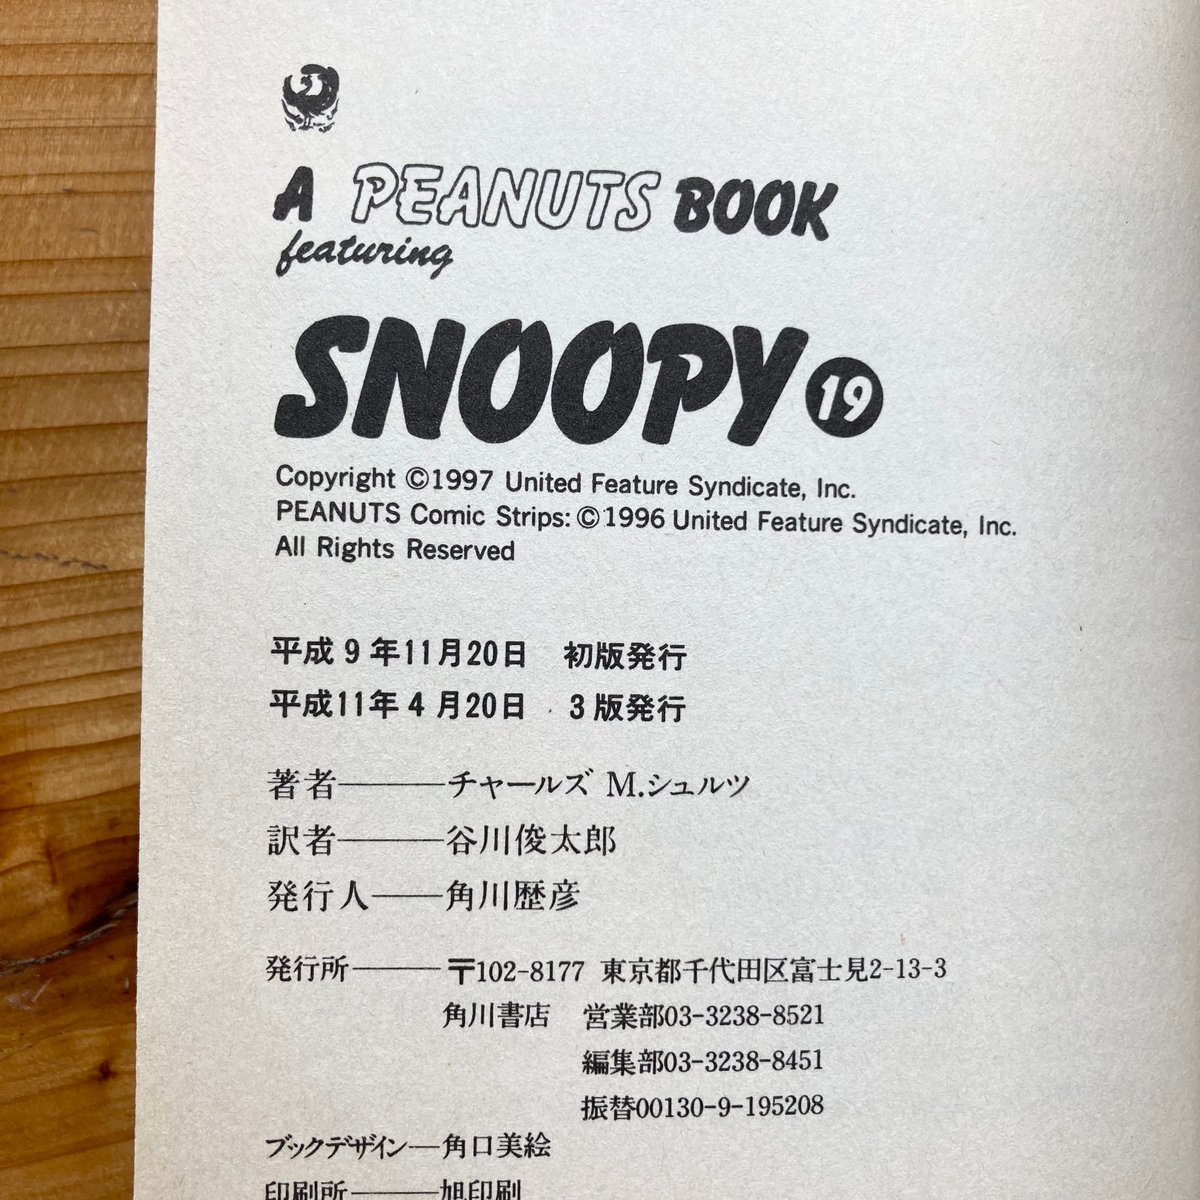 A PEANUTS BOOK
featuring
SNOOPY 19
Copyright ©1997 United Feature Syndicate, Inc.
PEANUTS Comic Strips: ©1996 United Feature Syndicate, Inc.
All Rights Reserved
平成9年11月20日 初版発行
平成11年4月20日 3版発行
著者———チャールズ M.シュルツ
訳者———谷川俊太郎
発行人——角川歴彦
発行所———〒102-8177 東京都千代田区富士見2-13-3
角川書店 営業部03-3238-8521
編集部03-3238-8451
振替00130-9-195208
ブックデザイン—角口美絵
印刷所———旭印刷